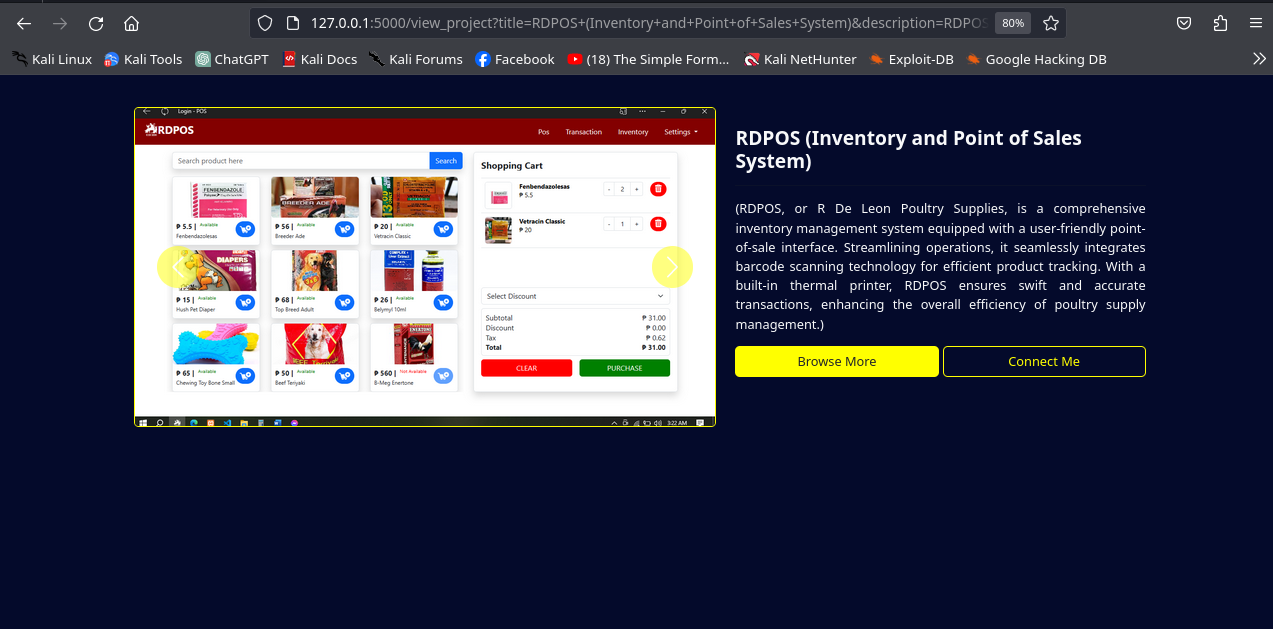 127.0.0.1:5000/view_project?title=RDPOS+(Inventory+and+Point+of+Sales+System)&description=RDPOS
80%
Kali Linux
Kali Tools
ChatGPT
Kali Docs
Kali Forums
Facebook
(18) The Simple Form...
Kali NetHunter
Exploit-DB
Google Hacking DB
Login - POS
RDPOS
Pos
Transaction
Inventory
Settings
Search product here
Search
₱ 5.5 | Available
Fenbendazolesas
₱ 56 | Available
Breeder Ade
₱ 20 | Available
Vetracin Classic
₱ 15 | Available
Hush Pet Diaper
₱ 68 | Available
Top Breed Adult
₱ 26 | Available
Belymyl 10ml
₱ 65 | Available
Chewing Toy Bone Small
₱ 50 | Available
Beef Teriyaki
₱ 560 | Not Available
B-Meg Enertone
FENBENDAZOLE
BREEDER ADE
DIAPERS
Shopping Cart
Fenbendazolesas
₱ 5.5
- 2 +
Vetracin Classic
₱ 20
- 1 +
Select Discount
Subtotal ₱ 31.00
Discount ₱ 0.00
Tax ₱ 0.62
Total ₱ 31.00
CLEAR
PURCHASE
3:22 AM
RDPOS (Inventory and Point of Sales
System)
(RDPOS, or R De Leon Poultry Supplies, is a comprehensive
inventory management system equipped with a user-friendly point-
of-sale interface. Streamlining operations, it seamlessly integrates
barcode scanning technology for efficient product tracking. With a
built-in thermal printer, RDPOS ensures swift and accurate
transactions, enhancing the overall efficiency of poultry supply
management.)
Browse More
Connect Me